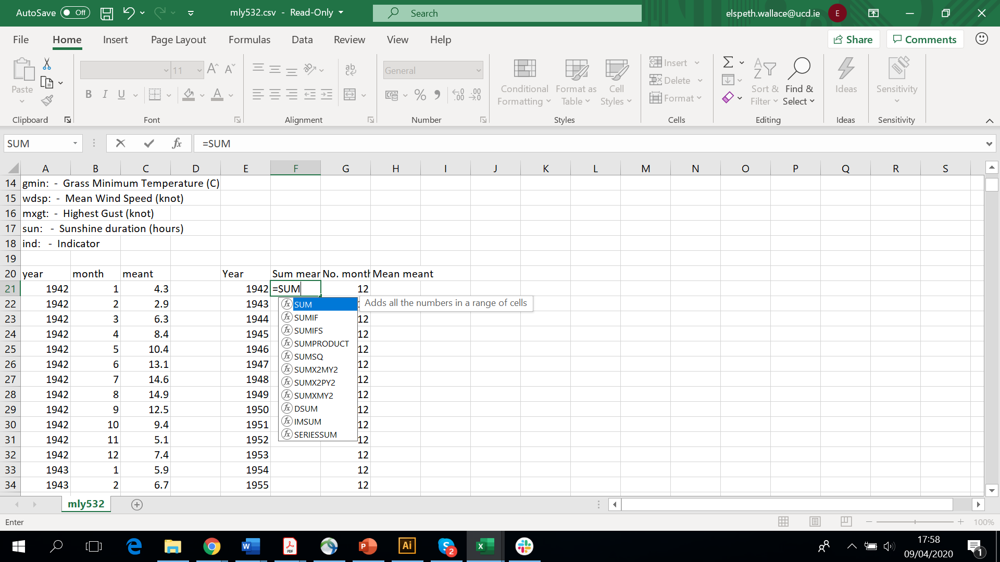 AutoSave Off mly532.csv - Read-Only Search elspeth.wallace@ucd.ie E
File Home Insert Page Layout Formulas Data Review View Help Share Comments
Paste 11 General Conditional Formatting Format as Table Cell Styles Insert Delete Format Sort & Filter Find & Select Ideas Sensitivity
Clipboard Font Alignment Number Styles Cells Editing Ideas Sensitivity
SUM =SUM
A B C D E F G H I J K L M N O P Q R S
14 gmin: - Grass Minimum Temperature (C)
15 wdsp: - Mean Wind Speed (knot)
16 mxgt: - Highest Gust (knot)
17 sun: - Sunshine duration (hours)
18 ind: - Indicator
19
20 year month meant Year Sum mear No. month Mean meant
21 1942 1 4.3 1942 =SUM 12
22 1942 2 2.9 1943 SUM Adds all the numbers in a range of cells
23 1942 3 6.3 1944 SUMIF 12
24 1942 4 8.4 1945 SUMIFS 12
25 1942 5 10.4 1946 SUMPRODUCT 12
26 1942 6 13.1 1947 SUMSQ 12
SUMX2MY2
27 1942 7 14.6 1948 SUMX2PY2 12
28 1942 8 14.9 1949 SUMXMY2 12
29 1942 9 12.5 1950 DSUM 12
30 1942 10 9.4 1951 IMSUM 12
31 1942 11 5.1 1952 SERIESSUM 12
32 1942 12 7.4 1953 12
33 1943 1 5.9 1954 12
34 1943 2 6.7 1955 12
mly532
Enter 100%
W PDF P Ai S 2 X 17:58
09/04/2020 1